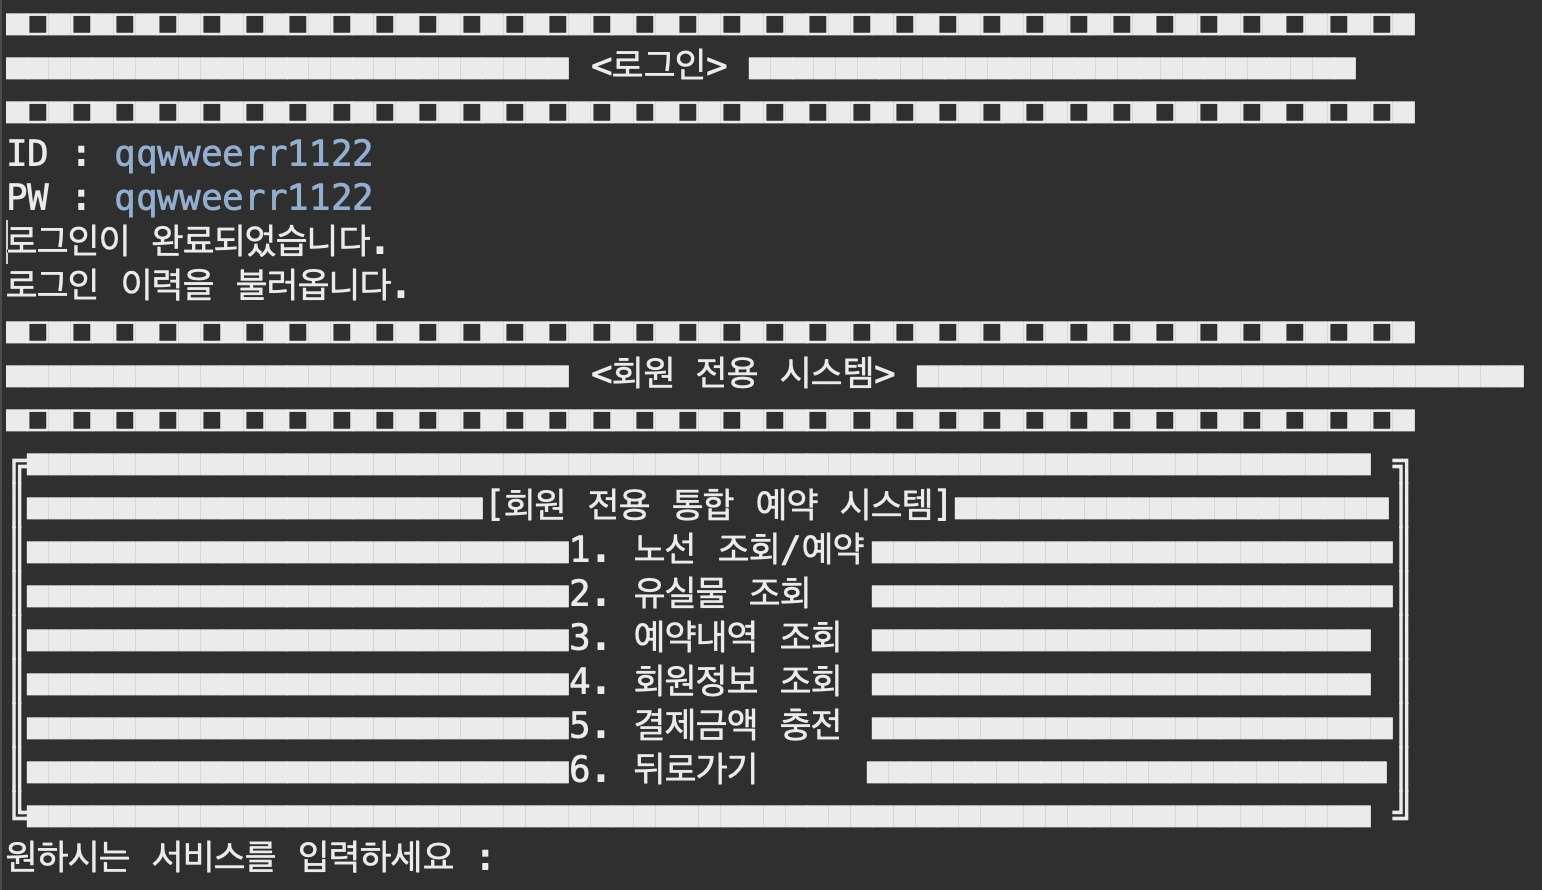 <로그인>
ID : qqwweerr1122
PW : qqwweerr1122
로그인이 완료되었습니다.
로그인 이력을 불러옵니다.
<회원 전용 시스템>
[회원 전용 통합 예약 시스템]
1. 노선 조회/예약
2. 유실물 조회
3. 예약내역 조회
4. 회원정보 조회
5. 결제금액 충전
6. 뒤로가기
원하시는 서비스를 입력하세요 :